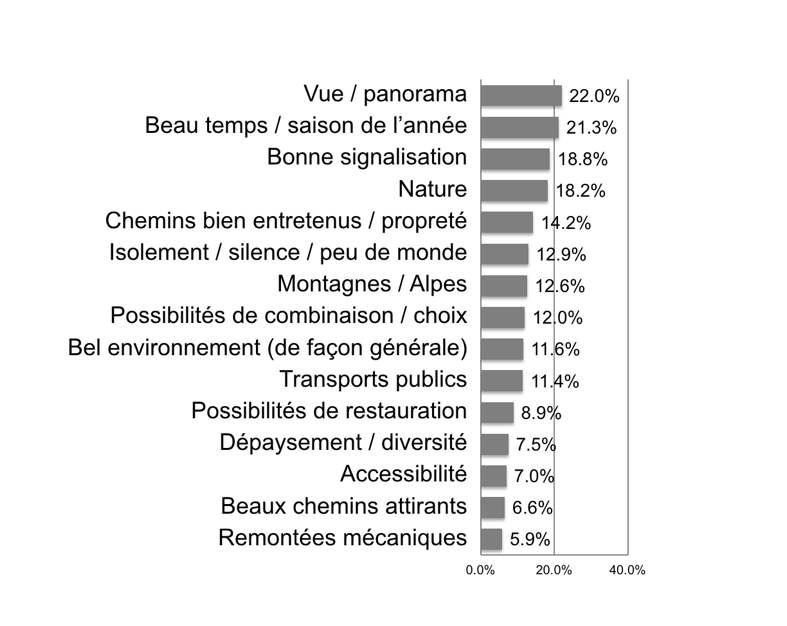 Vue / panorama 22.0%
Beau temps / saison de l’année 21.3%
Bonne signalisation 18.8%
Nature 18.2%
Chemins bien entretenus / propreté 14.2%
Isolement / silence / peu de monde 12.9%
Montagnes / Alpes 12.6%
Possibilités de combinaison / choix 12.0%
Bel environnement (de façon générale) 11.6%
Transports publics 11.4%
Possibilités de restauration 8.9%
Dépaysement / diversité 7.5%
Accessibilité 7.0%
Beaux chemins attirants 6.6%
Remontées mécaniques 5.9%
0.0% 20.0% 40.0%